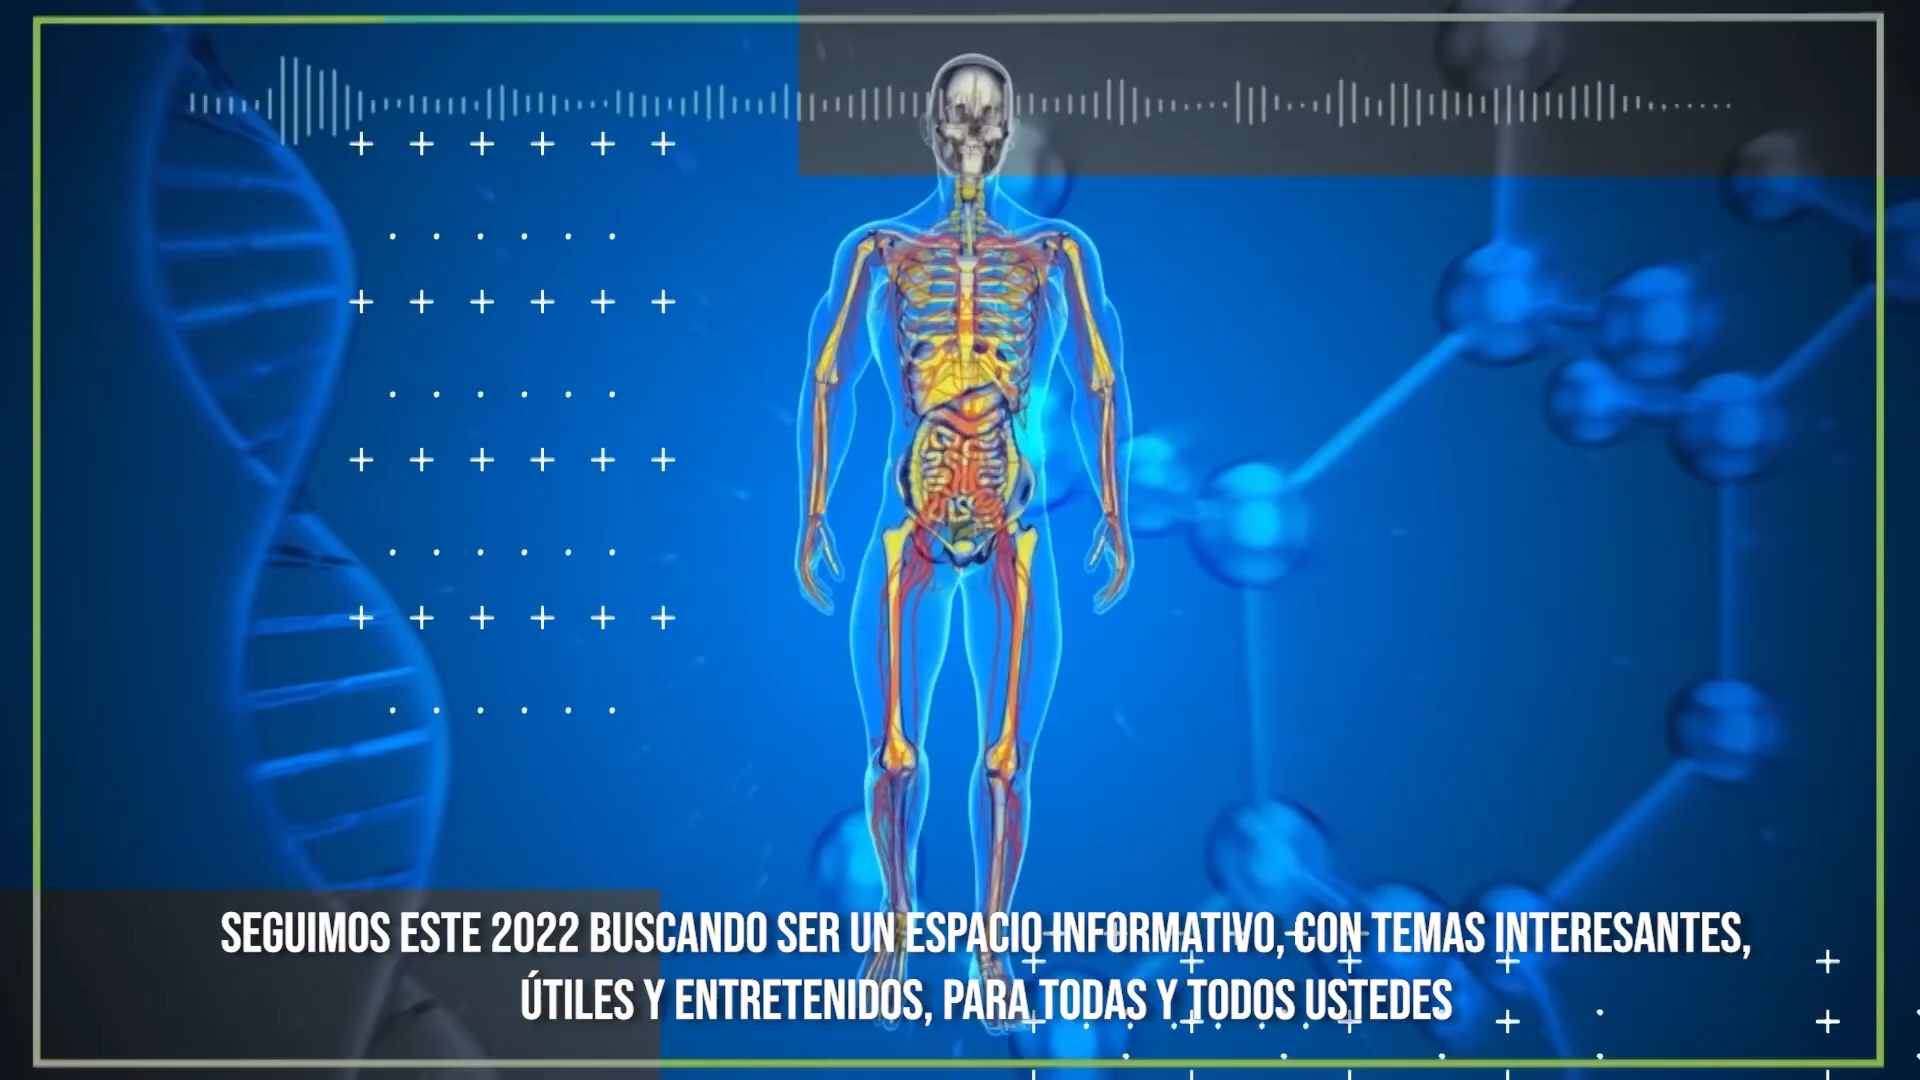 SEGUIMOS ESTE 2022 BUSCANDO SER UN ESPACIO INFORMATIVO, CON TEMAS INTERESANTES,
ÚTILES Y ENTRETENIDOS, PARA TODAS Y TODOS USTEDES